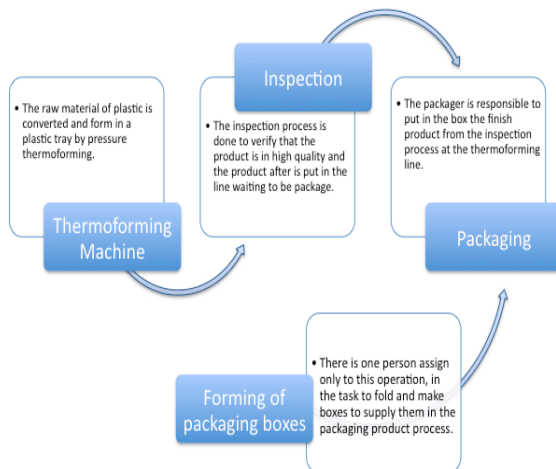 • The raw material of plastic is
converted and form in a
plastic tray by pressure
thermoforming.
Thermoforming
Machine
Inspection
• The inspection process is
done to verify that the
product is in high quality and
the product after is put in the
line waiting to be package.
• The packager is responsible to
put in the box the finish
product from the inspection
process at the thermoforming
line.
Packaging
Forming of
packaging boxes
• There is one person assign
only to this operation, in
the task to fold and make
boxes to supply them in the
packaging product process.